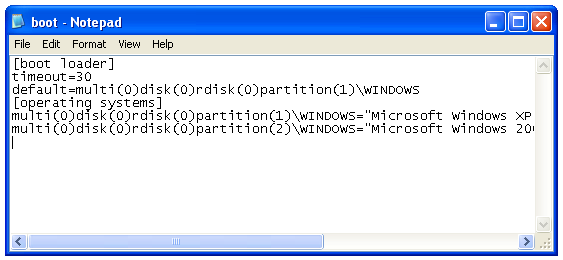 boot - Notepad
File Edit Format View Help
[boot loader]
timeout=30
default=multi(0)disk(0)rdisk(0)partition(1)\WINDOWS
[operating systems]
multi(0)disk(0)rdisk(0)partition(1)\WINDOWS="Microsoft Windows XP
multi(0)disk(0)rdisk(0)partition(2)\WINDOWS="Microsoft Windows 200